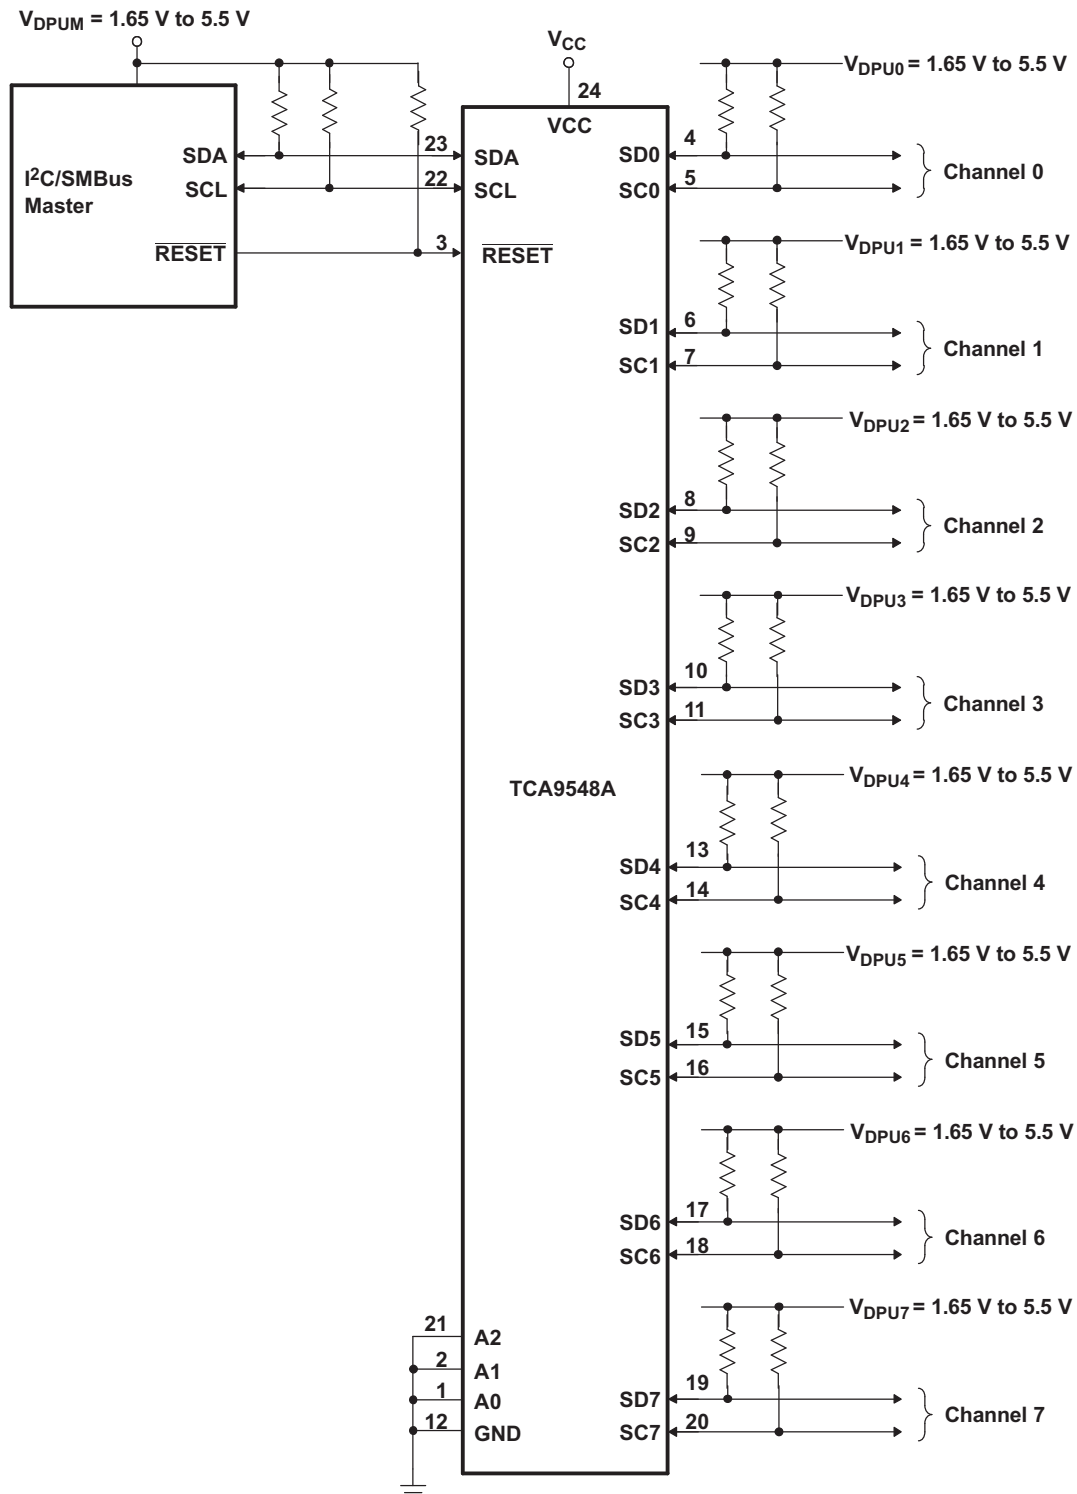 VDPUM = 1.65 V to 5.5 V
VCC
24
VCC
I2C/SMBus
Master
SDA
SCL
RESET
23
22
3
SDA
SCL
RESET
TCA9548A
21
2
1
12
A2
A1
A0
GND
VDPU0 = 1.65 V to 5.5 V
SD0
4
SC0
5
Channel 0
VDPU1 = 1.65 V to 5.5 V
SD1
6
SC1
7
Channel 1
VDPU2 = 1.65 V to 5.5 V
SD2
8
SC2
9
Channel 2
VDPU3 = 1.65 V to 5.5 V
SD3
10
SC3
11
Channel 3
VDPU4 = 1.65 V to 5.5 V
SD4
13
SC4
14
Channel 4
VDPU5 = 1.65 V to 5.5 V
SD5
15
SC5
16
Channel 5
VDPU6 = 1.65 V to 5.5 V
SD6
17
SC6
18
Channel 6
VDPU7 = 1.65 V to 5.5 V
SD7
19
SC7
20
Channel 7